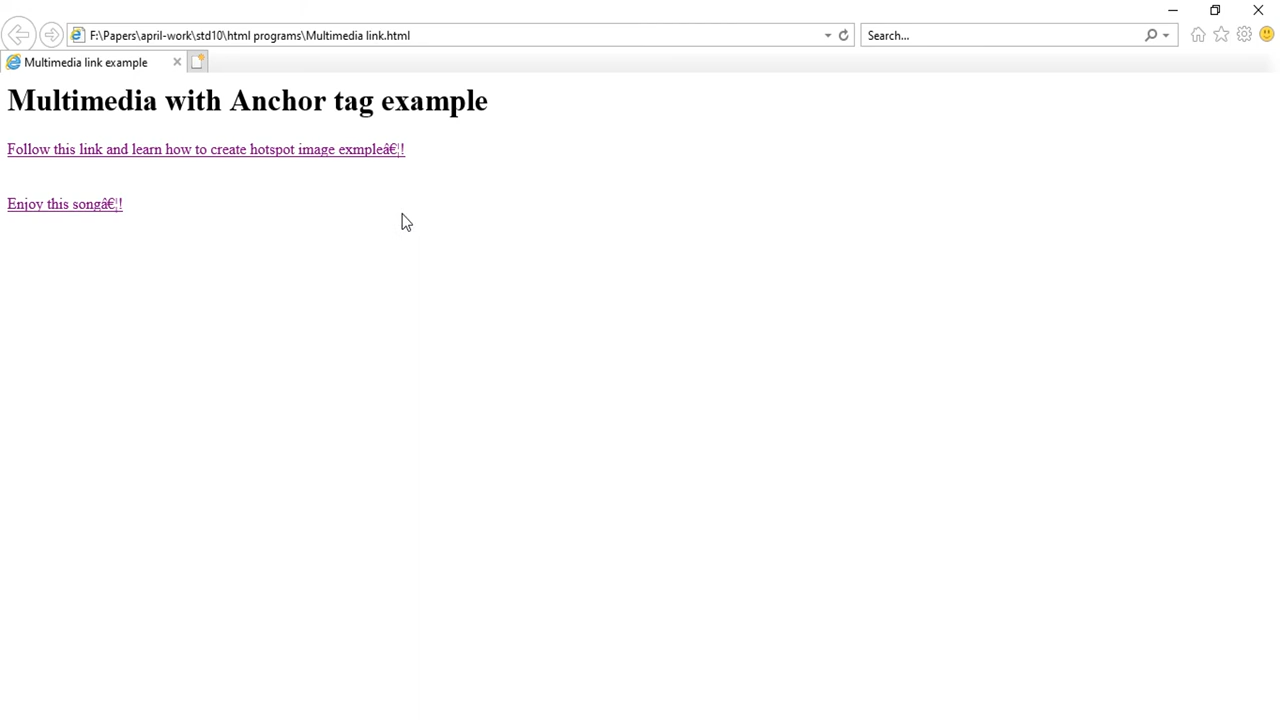 F:\Papers\april-work\std10\html programs\Multimedia link.html
Search...
Multimedia link example
Multimedia with Anchor tag example
Follow this link and learn how to create hotspot image exmpleâ€¦!
Enjoy this songâ€¦!